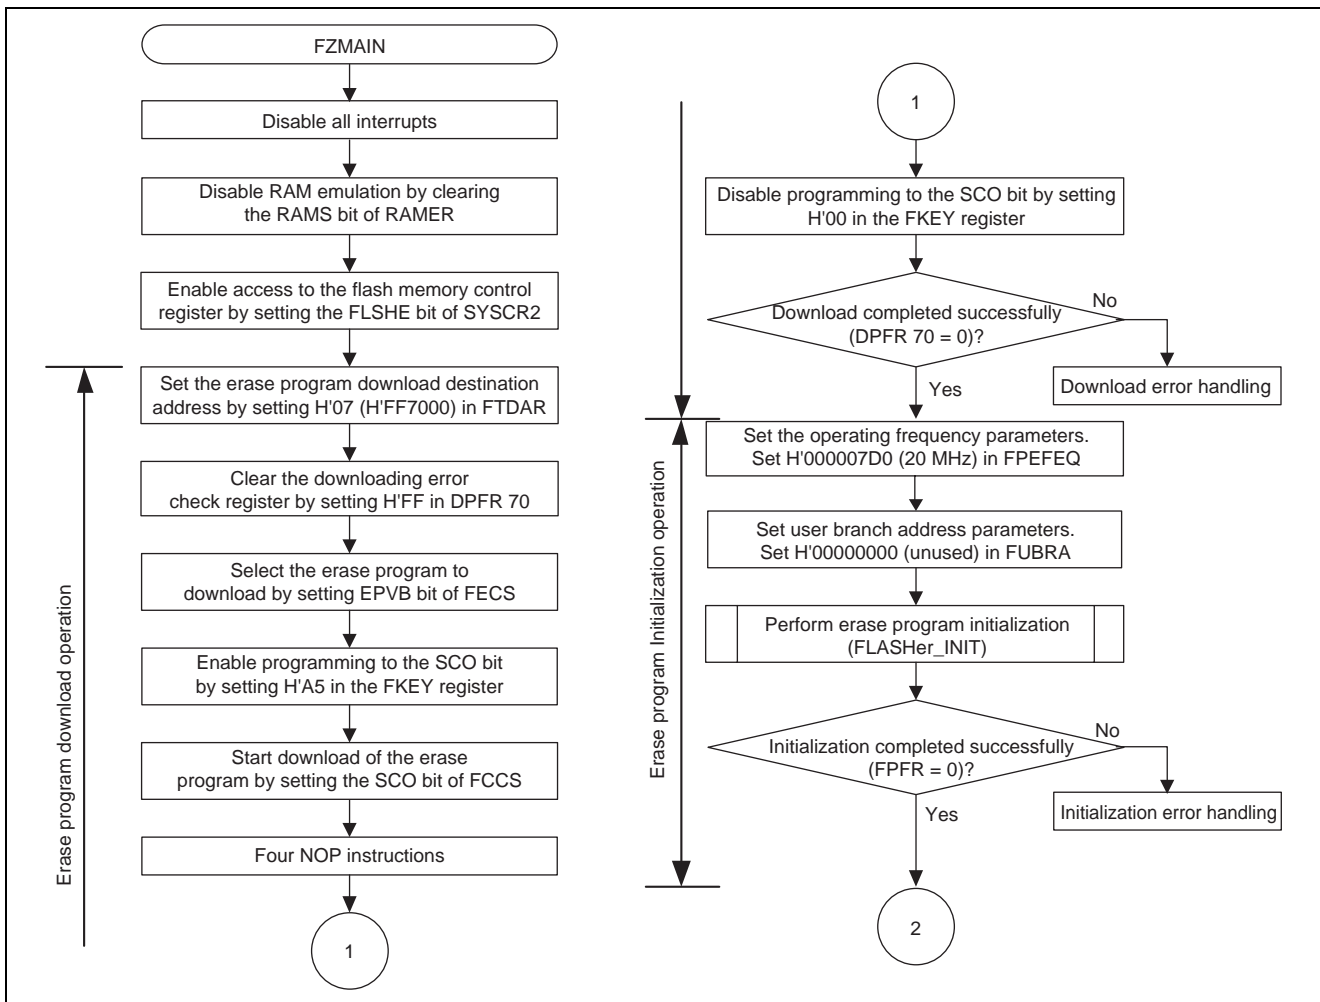 FZMAIN
Disable all interrupts
Disable RAM emulation by clearing
the RAMS bit of RAMER
Enable access to the flash memory control
register by setting the FLSHE bit of SYSCR2
Set the erase program download destination
address by setting H'07 (H'FF7000) in FTDAR
Clear the downloading error
check register by setting H'FF in DPFR 70
Select the erase program to
download by setting EPVB bit of FECS
Enable programming to the SCO bit
by setting H'A5 in the FKEY register
Start download of the erase
program by setting the SCO bit of FCCS
Four NOP instructions
1
Erase program download operation
1
Disable programming to the SCO bit by setting
H'00 in the FKEY register
Download completed successfully
(DPFR 70 = 0)?
No
Download error handling
Yes
Set the operating frequency parameters.
Set H'000007D0 (20 MHz) in FPEFEQ
Set user branch address parameters.
Set H'00000000 (unused) in FUBRA
Perform erase program initialization
(FLASHer_INIT)
Initialization completed successfully
(FPFR = 0)?
No
Initialization error handling
Yes
2
Erase program Initialization operation